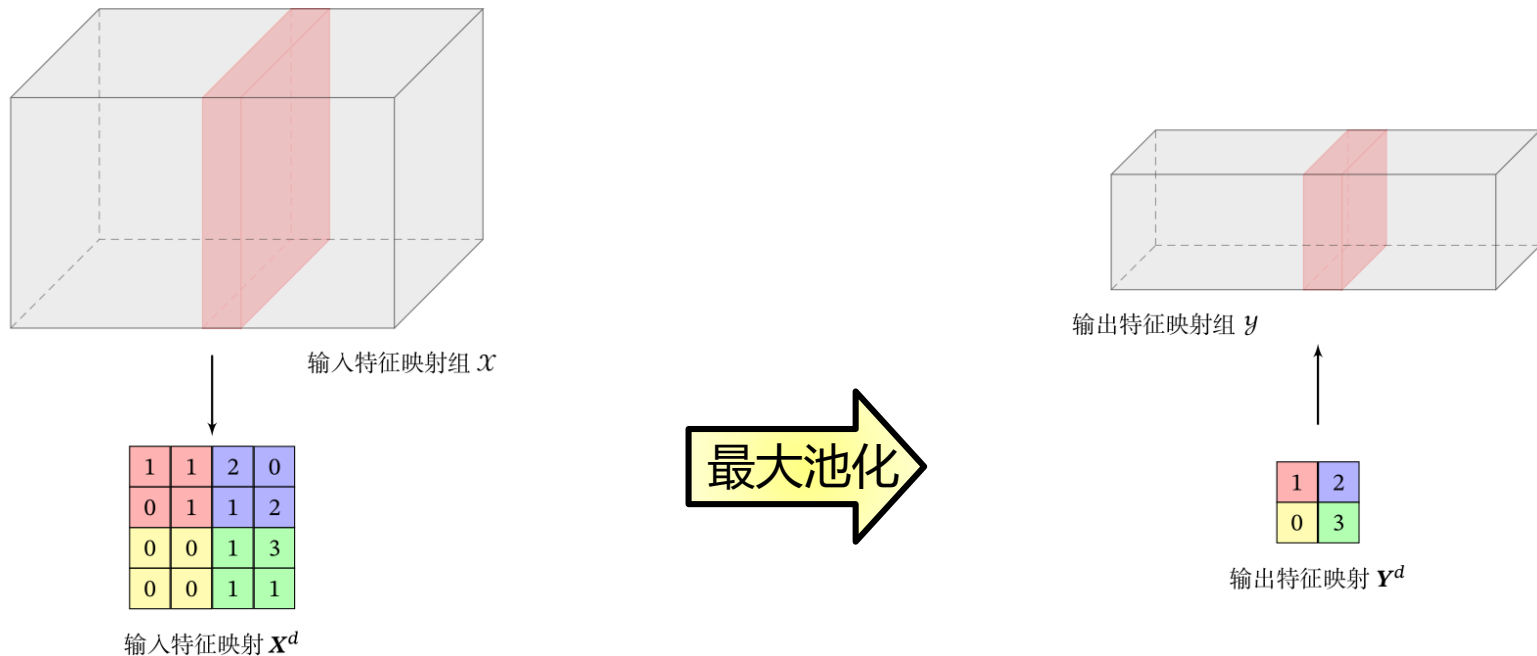 输入特征映射组 𝒳
1 1 2 0
0 1 1 2
0 0 1 3
0 0 1 1
输入特征映射 X^d
最大池化
输出特征映射组 𝒴
1 2
0 3
输出特征映射 Y^d